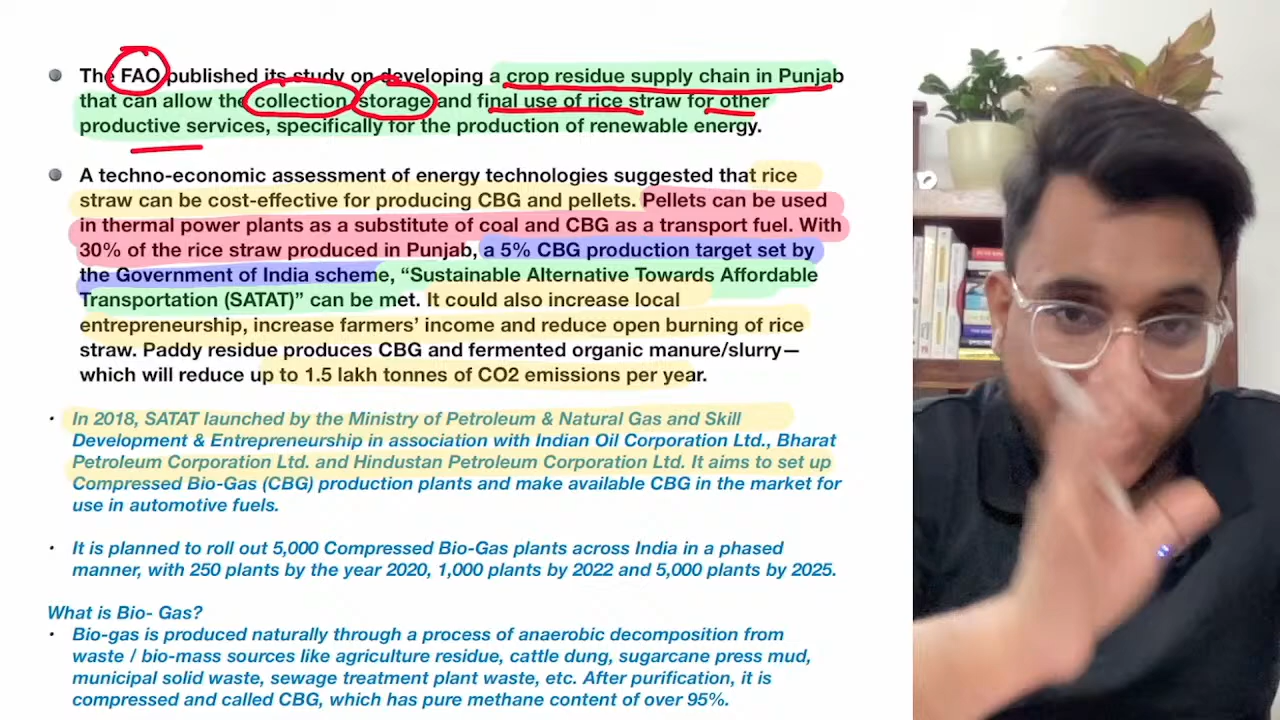 The FAO published its study on developing a crop residue supply chain in Punjab
that can allow the collection, storage and final use of rice straw for other
productive services, specifically for the production of renewable energy.
A techno-economic assessment of energy technologies suggested that rice
straw can be cost-effective for producing CBG and pellets. Pellets can be used
in thermal power plants as a substitute of coal and CBG as a transport fuel. With
30% of the rice straw produced in Punjab, a 5% CBG production target set by
the Government of India scheme, “Sustainable Alternative Towards Affordable
Transportation (SATAT)” can be met. It could also increase local
entrepreneurship, increase farmers’ income and reduce open burning of rice
straw. Paddy residue produces CBG and fermented organic manure/slurry—
which will reduce up to 1.5 lakh tonnes of CO2 emissions per year.
In 2018, SATAT launched by the Ministry of Petroleum & Natural Gas and Skill
Development & Entrepreneurship in association with Indian Oil Corporation Ltd., Bharat
Petroleum Corporation Ltd. and Hindustan Petroleum Corporation Ltd. It aims to set up
Compressed Bio-Gas (CBG) production plants and make available CBG in the market for
use in automotive fuels.
It is planned to roll out 5,000 Compressed Bio-Gas plants across India in a phased
manner, with 250 plants by the year 2020, 1,000 plants by 2022 and 5,000 plants by 2025.
What is Bio- Gas?
Bio-gas is produced naturally through a process of anaerobic decomposition from
waste / bio-mass sources like agriculture residue, cattle dung, sugarcane press mud,
municipal solid waste, sewage treatment plant waste, etc. After purification, it is
compressed and called CBG, which has pure methane content of over 95%.